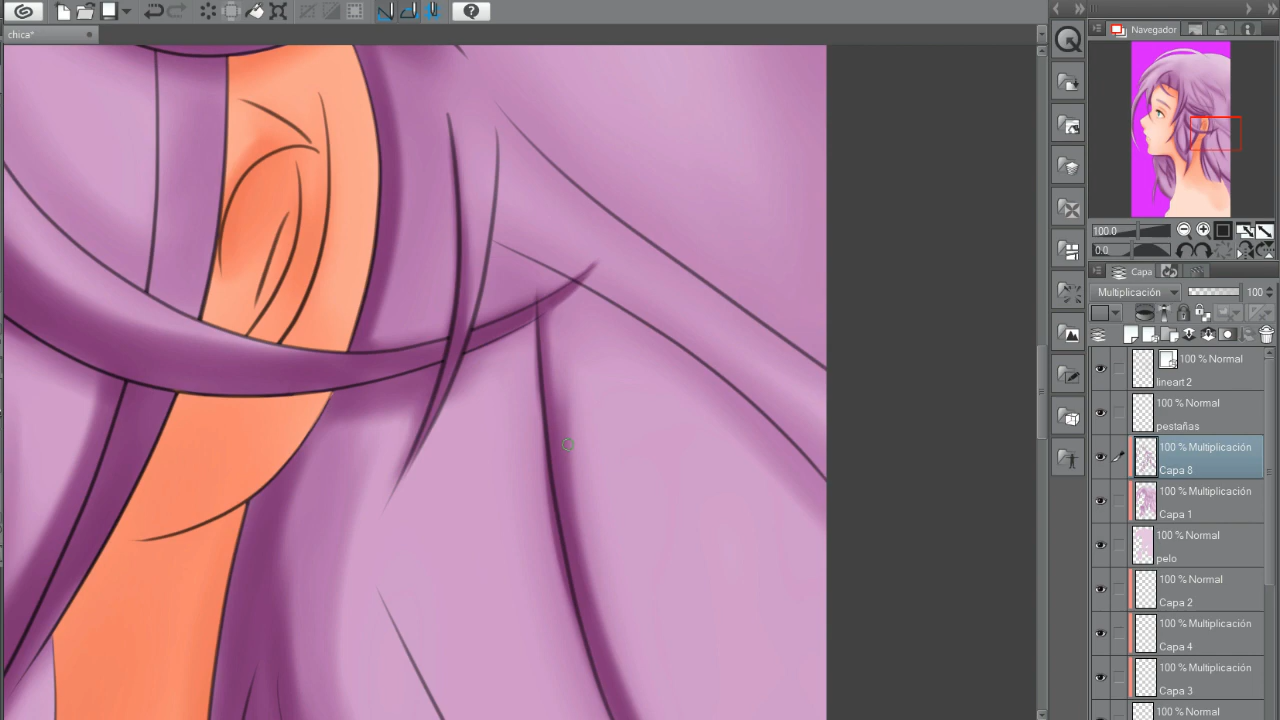 chica*
Navegador
100.0
0.0
Capa
Multiplicación
100
100 % Normal
lineart 2
100 % Normal
pestañas
100 % Multiplicación
Capa 8
100 % Multiplicación
Capa 1
100 % Normal
pelo
100 % Normal
Capa 2
100 % Multiplicación
Capa 4
100 % Multiplicación
Capa 3
100 % Normal